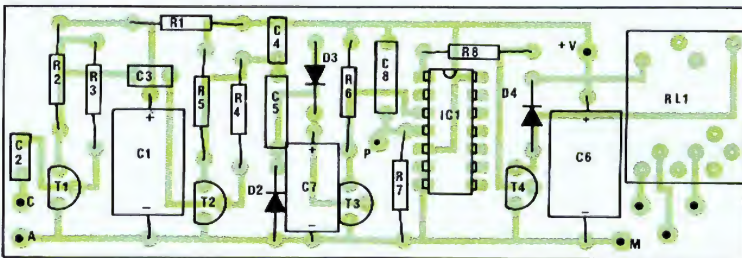 R1
C4
D3
R8
+V
R2
R3
C3
R5
R4
C5
R6
C8
IC1
D4
RL1
+
C1
+
C7
P
+
C6
C2
T1
T2
D2
T3
R7
T4
C
A
−
−
−
M